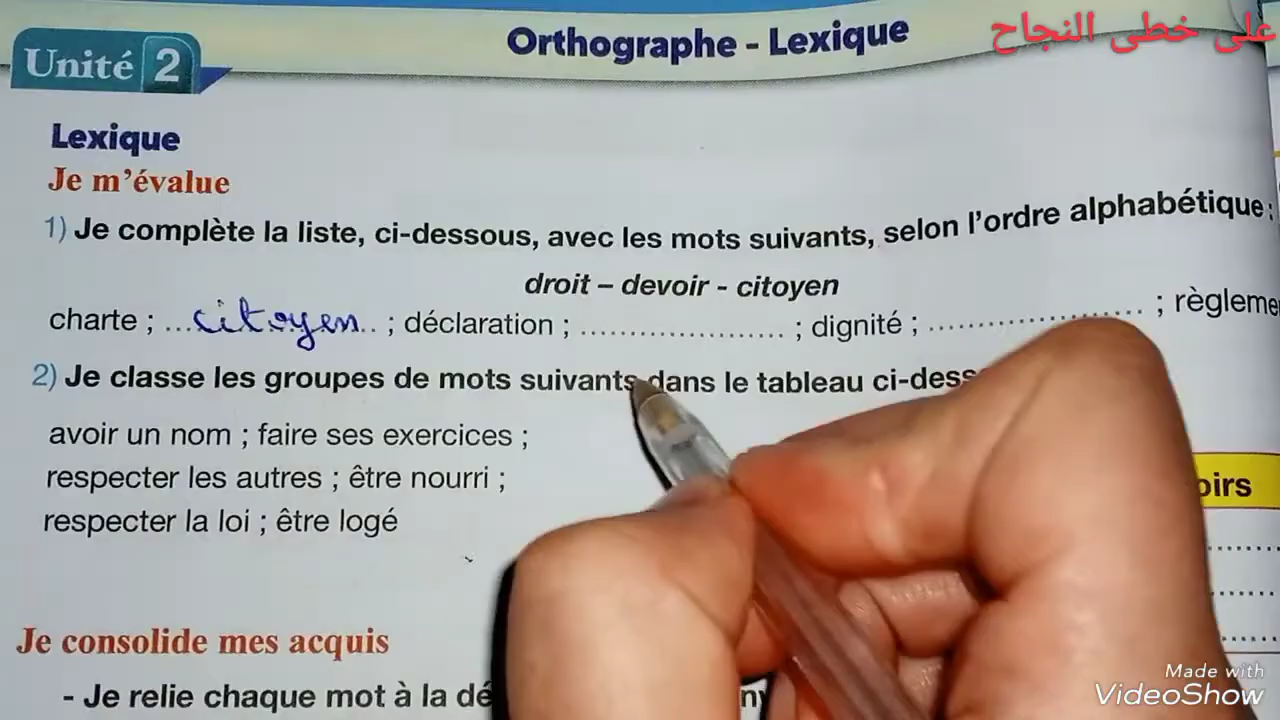 على خطى النجاح
Orthographe - Lexique
Unité 2
Lexique
Je m'évalue
1) Je complète la liste, ci-dessous, avec les mots suivants, selon l'ordre alphabétique :
droit – devoir - citoyen
charte ; ...citoyen.. ; déclaration ; ...................... ; dignité ; ....................... ; règleme
2) Je classe les groupes de mots suivants dans le tableau ci-dess
avoir un nom ; faire ses exercices ;
respecter les autres ; être nourri ;
oirs
respecter la loi ; être logé
Je consolide mes acquis
- Je relie chaque mot à la dé
Made with
VideoShow